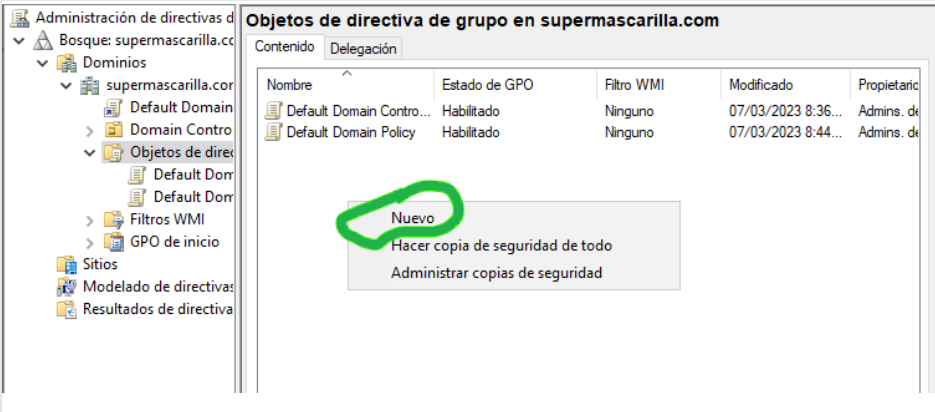 Administración de directivas d
Bosque: supermascarilla.cc
Dominios
supermascarilla.cor
Default Domain
Domain Contro
Objetos de direc
Default Dom
Default Dom
Filtros WMI
GPO de inicio
Sitios
Modelado de directivas
Resultados de directiva
Objetos de directiva de grupo en supermascarilla.com
Contenido Delegación
Nombre Estado de GPO Filtro WMI Modificado Propietario
Default Domain Contro... Habilitado Ninguno 07/03/2023 8:36... Admins. de
Default Domain Policy Habilitado Ninguno 07/03/2023 8:44... Admins. de
Nuevo
Hacer copia de seguridad de todo
Administrar copias de seguridad